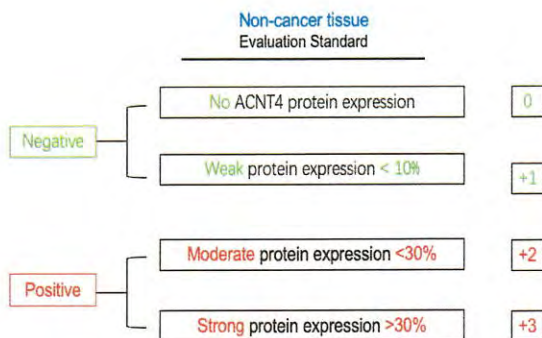 Non-cancer tissue
Evaluation Standard
No ACNT4 protein expression 0
Negative
Weak protein expression < 10% +1
Moderate protein expression <30% +2
Positive
Strong protein expression >30% +3